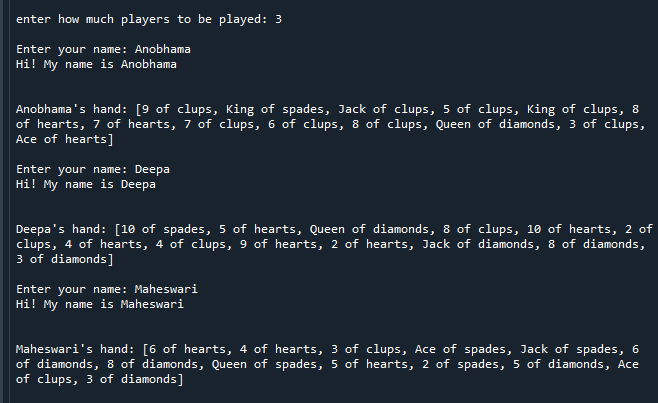 enter how much players to be played: 3
Enter your name: Anobhama
Hi! My name is Anobhama
Anobhama's hand: [9 of clups, King of spades, Jack of clups, 5 of clups, King of clups, 8
of hearts, 7 of hearts, 7 of clups, 6 of clups, 8 of clups, Queen of diamonds, 3 of clups,
Ace of hearts]
Enter your name: Deepa
Hi! My name is Deepa
Deepa's hand: [10 of spades, 5 of hearts, Queen of diamonds, 8 of clups, 10 of hearts, 2 of
clups, 4 of hearts, 4 of clups, 9 of hearts, 2 of hearts, Jack of diamonds, 8 of diamonds,
3 of diamonds]
Enter your name: Maheswari
Hi! My name is Maheswari
Maheswari's hand: [6 of hearts, 4 of hearts, 3 of clups, Ace of spades, Jack of spades, 6
of diamonds, 8 of diamonds, Queen of spades, 5 of hearts, 2 of spades, 5 of diamonds, Ace
of clups, 3 of diamonds]